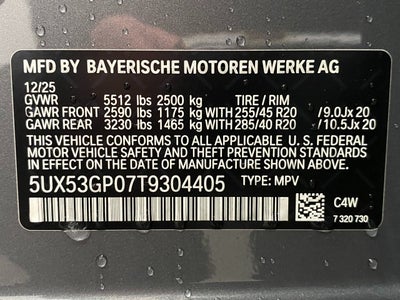 MFD BY BAYERISCHE MOTOREN WERKE AG
12/25
GVWR 5512 lbs 2500 kg TIRE / RIM
GAWR FRONT 2590 lbs 1175 kg WITH 255/45 R20 /9.0Jx 20
GAWR REAR 3230 lbs 1465 kg WITH 285/40 R20 /10.5Jx 20
THIS VEHICLE CONFORMS TO ALL APPLICABLE U.S. FEDERAL
MOTOR VEHICLE SAFETY STANDARDS IN EFFECT ON THE
DATE OF MANUFACTURE SHOWN ABOVE.
5UX53GP07T9304405 TYPE: MPV
C4W
7 320 730